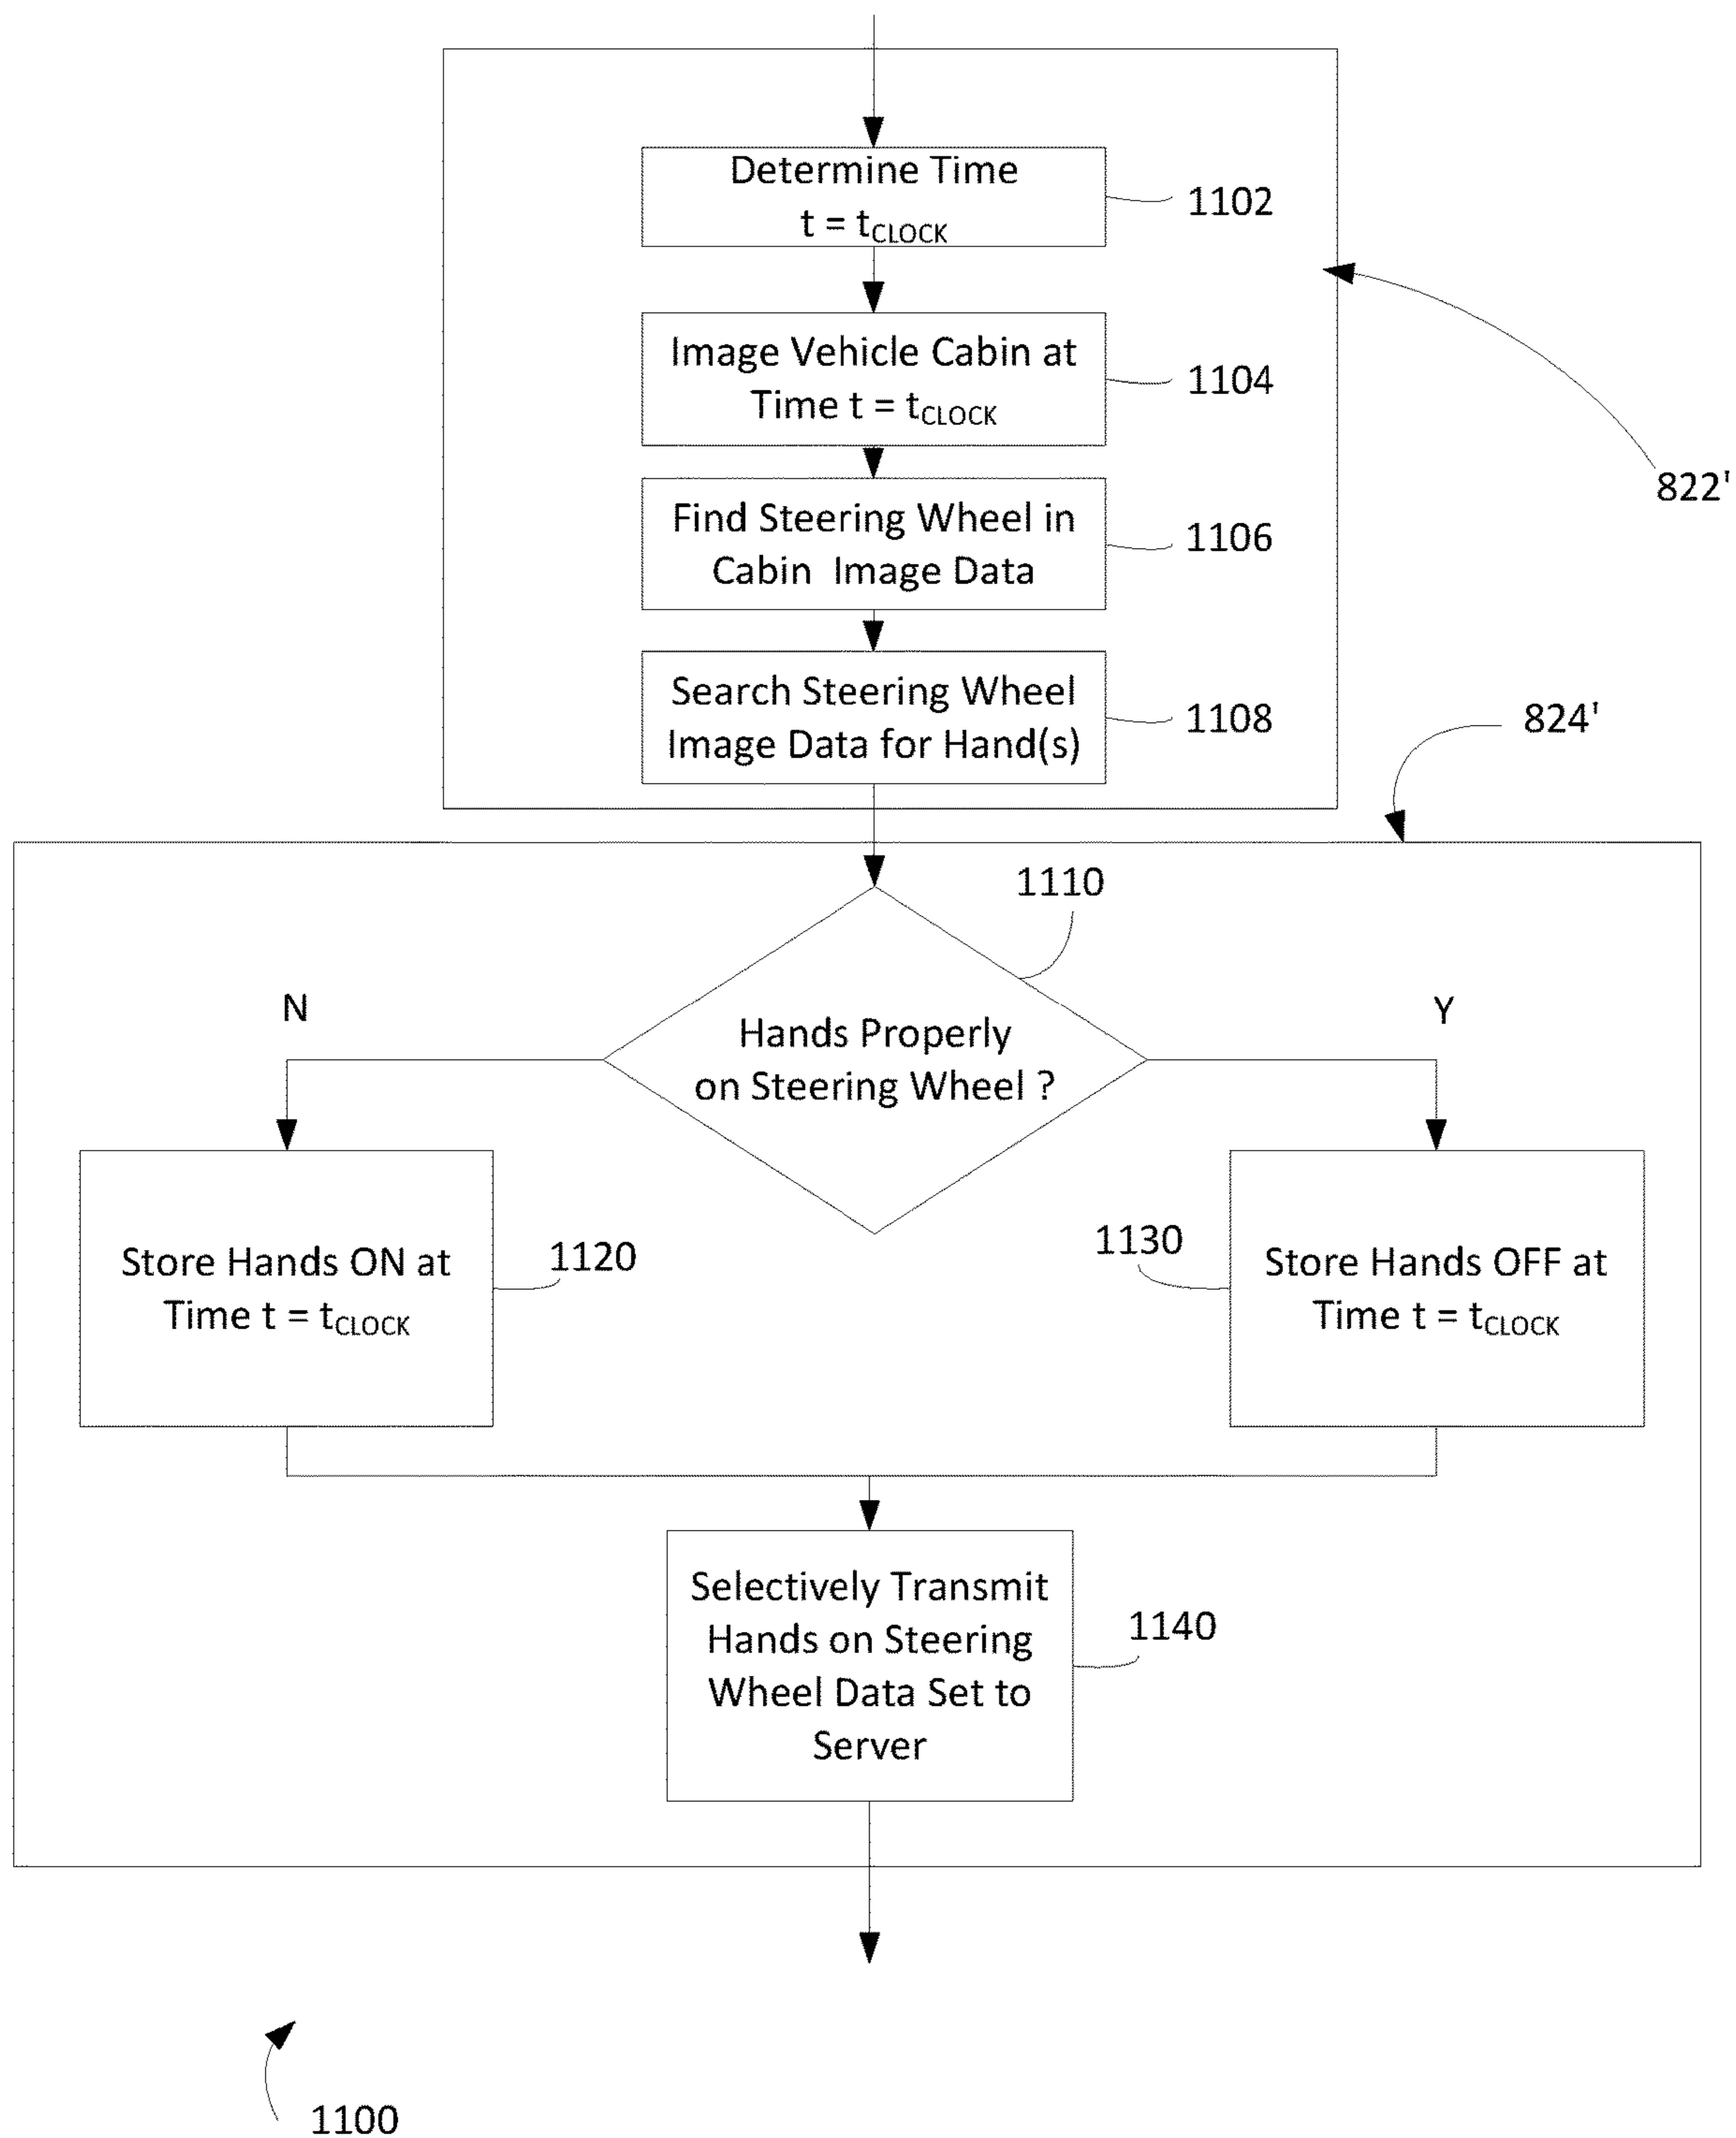 Determine Time
t = tCLOCK
1102
Image Vehicle Cabin at
Time t = tCLOCK
1104
822'
Find Steering Wheel in
Cabin Image Data
1106
Search Steering Wheel
Image Data for Hand(s)
1108
824'
1110
N
Hands Properly
on Steering Wheel ?
Y
Store Hands ON at
Time t = tCLOCK
1120
1130
Store Hands OFF at
Time t = tCLOCK
Selectively Transmit
Hands on Steering
Wheel Data Set to
Server
1140
1100